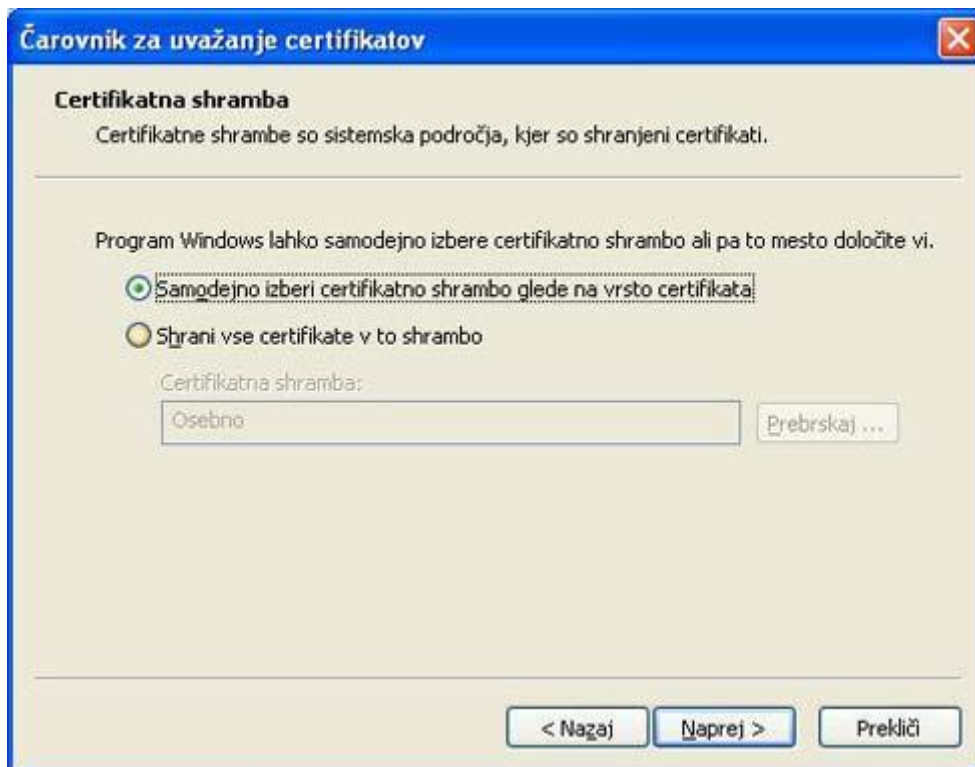 Čarovnik za uvažanje certifikatov
Certifikatna shramba
Certifikatne shrambe so sistemska področja, kjer so shranjeni certifikati.
Program Windows lahko samodejno izbere certifikatno shrambo ali pa to mesto določite vi.
Samodejno izberi certifikatno shrambo glede na vrsto certifikata
Shrani vse certifikate v to shrambo
Certifikatna shramba:
Osebno
Prebrskaj ...
< Nazaj
Naprej >
Prekliči